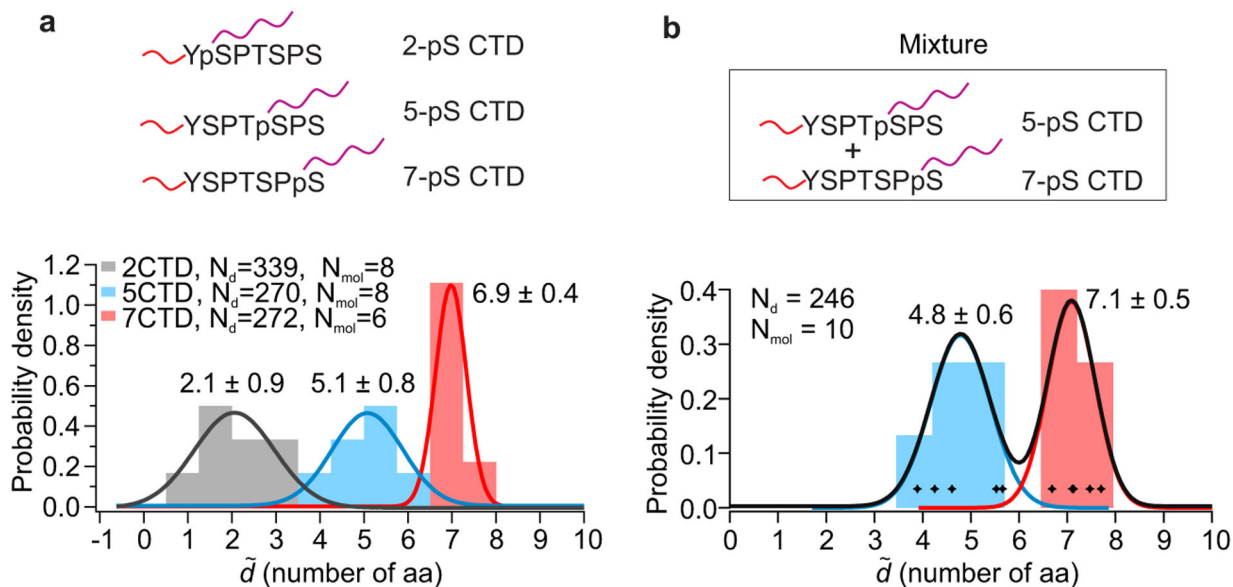 a
YpSPTSPS 2-pS CTD
YSPTpSPS 5-pS CTD
YSPTSPpS 7-pS CTD
Probability density
1.2
1.0
0.8
0.6
0.4
0.2
0.0
2CTD, Nd=339, Nmol=8
5CTD, Nd=270, Nmol=8
7CTD, Nd=272, Nmol=6
2.1 ± 0.9
5.1 ± 0.8
6.9 ± 0.4
-1 0 1 2 3 4 5 6 7 8 9 10
d̃ (number of aa)
b
Mixture
YSPTpSPS 5-pS CTD
+
YSPTSPpS 7-pS CTD
Probability density
0.4
0.3
0.2
0.1
0.0
Nd = 246
Nmol = 10
4.8 ± 0.6
7.1 ± 0.5
0 1 2 3 4 5 6 7 8 9 10
d̃ (number of aa)